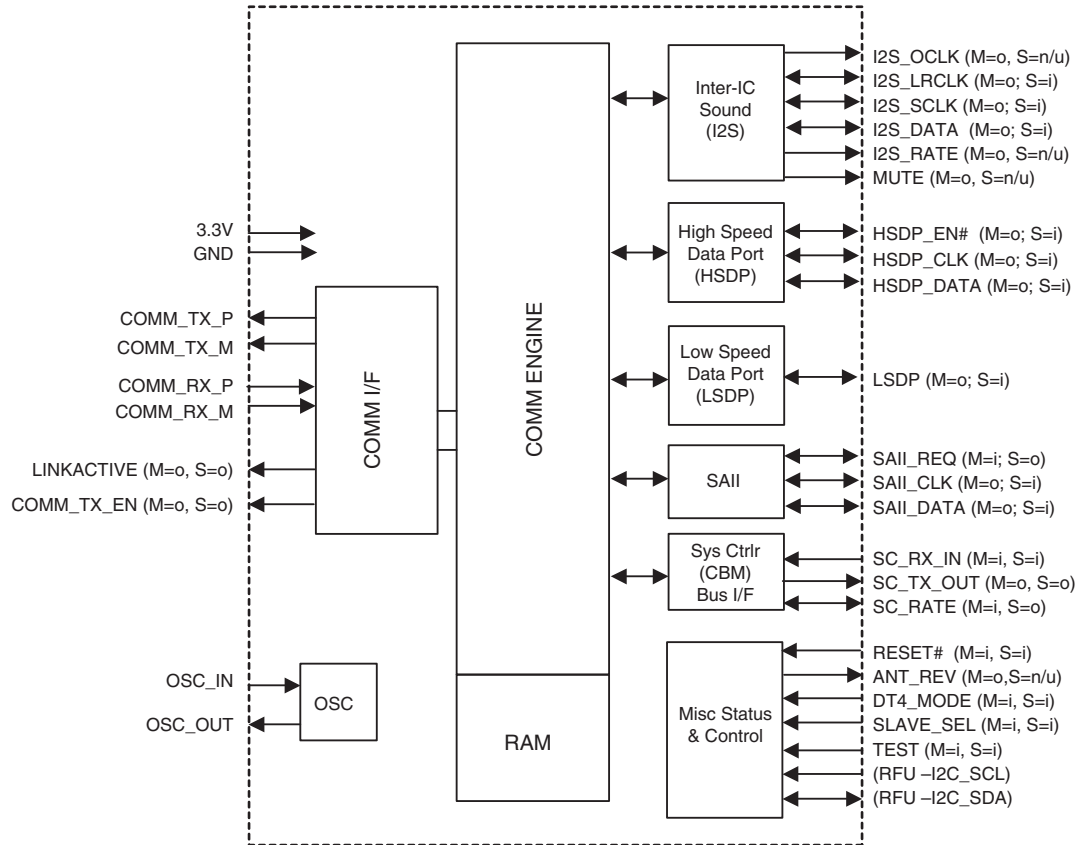 3.3V
GND
COMM_TX_P
COMM_TX_M
COMM_RX_P
COMM_RX_M
LINKACTIVE (M=o, S=o)
COMM_TX_EN (M=o, S=o)
OSC_IN
OSC_OUT
COMM I/F
OSC
COMM ENGINE
RAM
Inter-IC
Sound
(I2S)
High Speed
Data Port
(HSDP)
Low Speed
Data Port
(LSDP)
SAII
Sys Ctrlr
(CBM)
Bus I/F
Misc Status
& Control
I2S_OCLK (M=o, S=n/u)
I2S_LRCLK (M=o; S=i)
I2S_SCLK (M=o; S=i)
I2S_DATA (M=o; S=i)
I2S_RATE (M=o, S=n/u)
MUTE (M=o, S=n/u)
HSDP_EN# (M=o; S=i)
HSDP_CLK (M=o; S=i)
HSDP_DATA (M=o; S=i)
LSDP (M=o; S=i)
SAII_REQ (M=i; S=o)
SAII_CLK (M=o; S=i)
SAII_DATA (M=o; S=i)
SC_RX_IN (M=i, S=i)
SC_TX_OUT (M=o, S=o)
SC_RATE (M=i, S=o)
RESET# (M=i, S=i)
ANT_REV (M=o,S=n/u)
DT4_MODE (M=i, S=i)
SLAVE_SEL (M=i, S=i)
TEST (M=i, S=i)
(RFU –I2C_SCL)
(RFU –I2C_SDA)